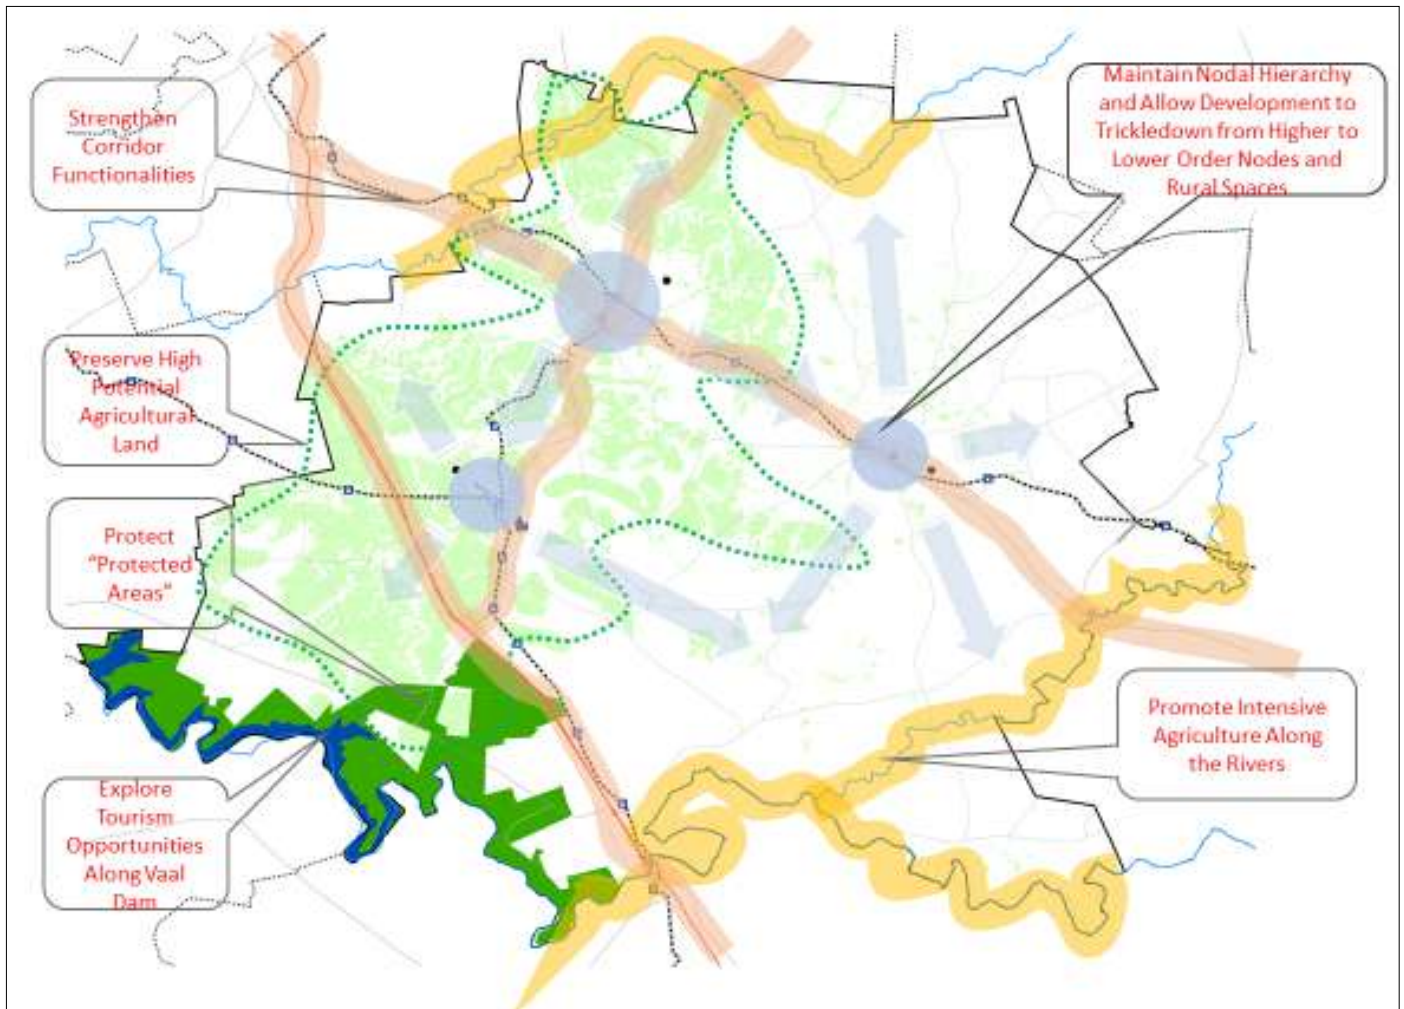 Strengthen
Corridor
Functionalities
Maintain Nodal Hierarchy
and Allow Development to
Trickledown from Higher to
Lower Order Nodes and
Rural Spaces
Preserve High
Potential
Agricultural
Land
Protect
“Protected
Areas”
Explore
Tourism
Opportunities
Along Vaal
Dam
Promote Intensive
Agriculture Along
the Rivers